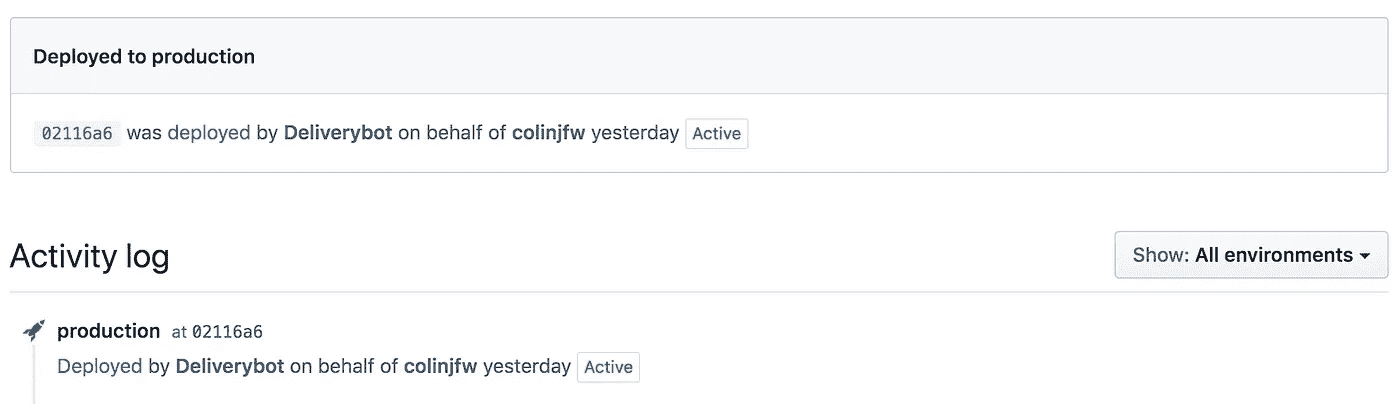 Deployed to production
02116a6 was deployed by Deliverybot on behalf of colinjfw yesterday Active
Activity log
Show: All environments
production at 02116a6
Deployed by Deliverybot on behalf of colinjfw yesterday Active